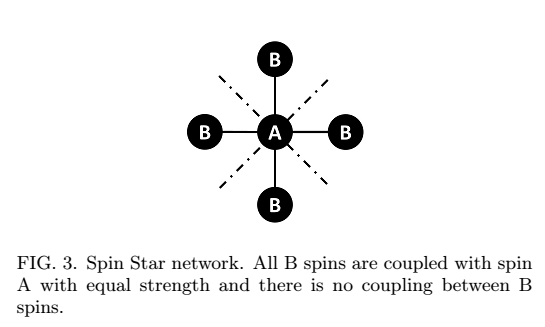 B
B A B
B
FIG. 3. Spin Star network. All B spins are coupled with spin
A with equal strength and there is no coupling between B
spins.